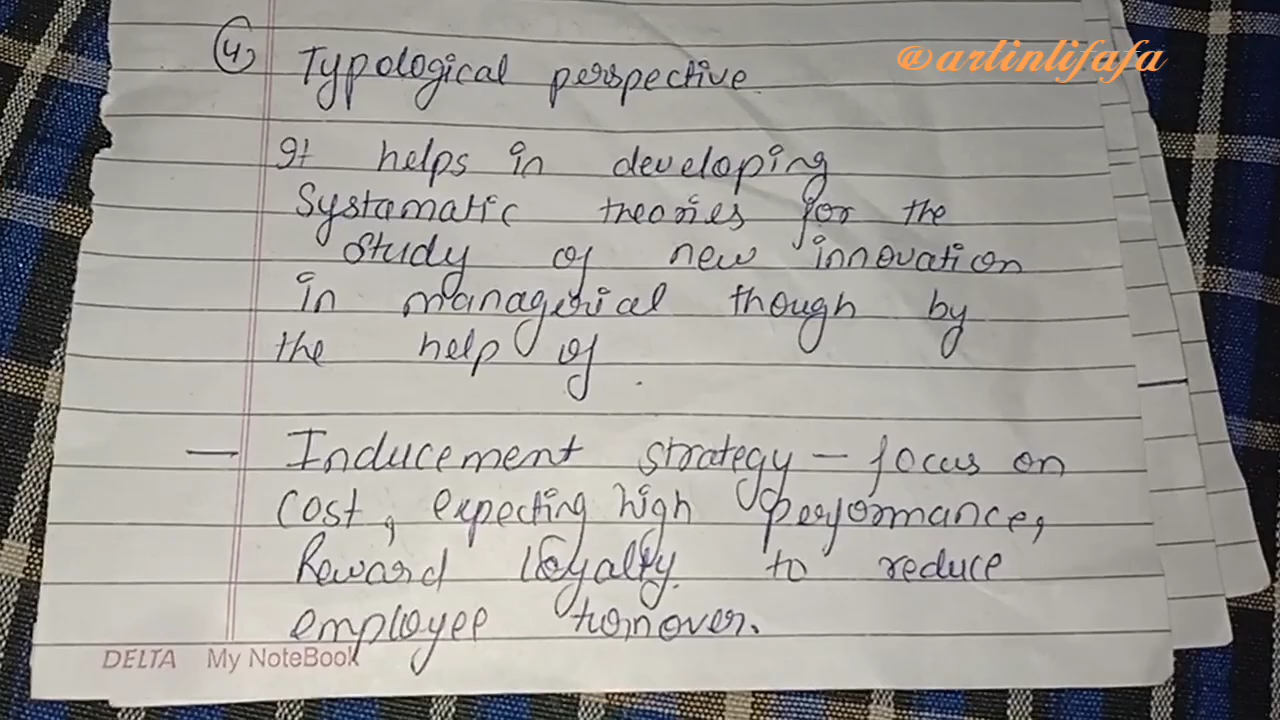 @artinlifafa
4) Typological perspective.
It helps in developing
Systamatic theories for the
study of new innovation
in managerial though by
the help of .
— Inducement strategy – focus on
cost, expecting high performance,
Reward loyalty. to reduce
employee turnover.
DELTA My NoteBook